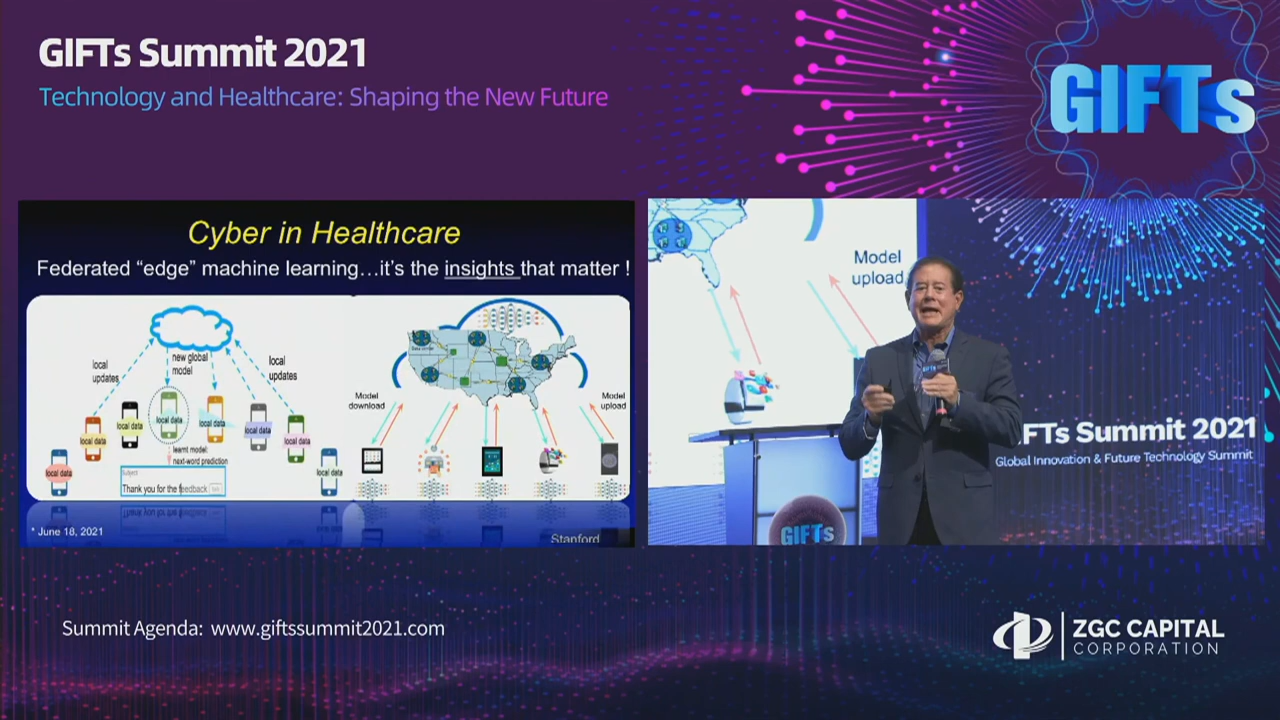 GIFTs Summit 2021
Technology and Healthcare: Shaping the New Future
GIFTs
Cyber in Healthcare
Federated “edge” machine learning…it’s the insights that matter !
local
updates
new global
model
local
updates
local data
local data
local data
local data
local data
local data
local data
local data
learnt model:
next-word prediction
Subject
Thank you for the feedback
Model
download
Model
upload
* June 18, 2021
Stanford
Model
upload
GIFTs
FTs Summit 2021
Global Innovation & Future Technology Summit
GIFTs
Summit Agenda: www.giftssummit2021.com
ZGC CAPITAL
CORPORATION